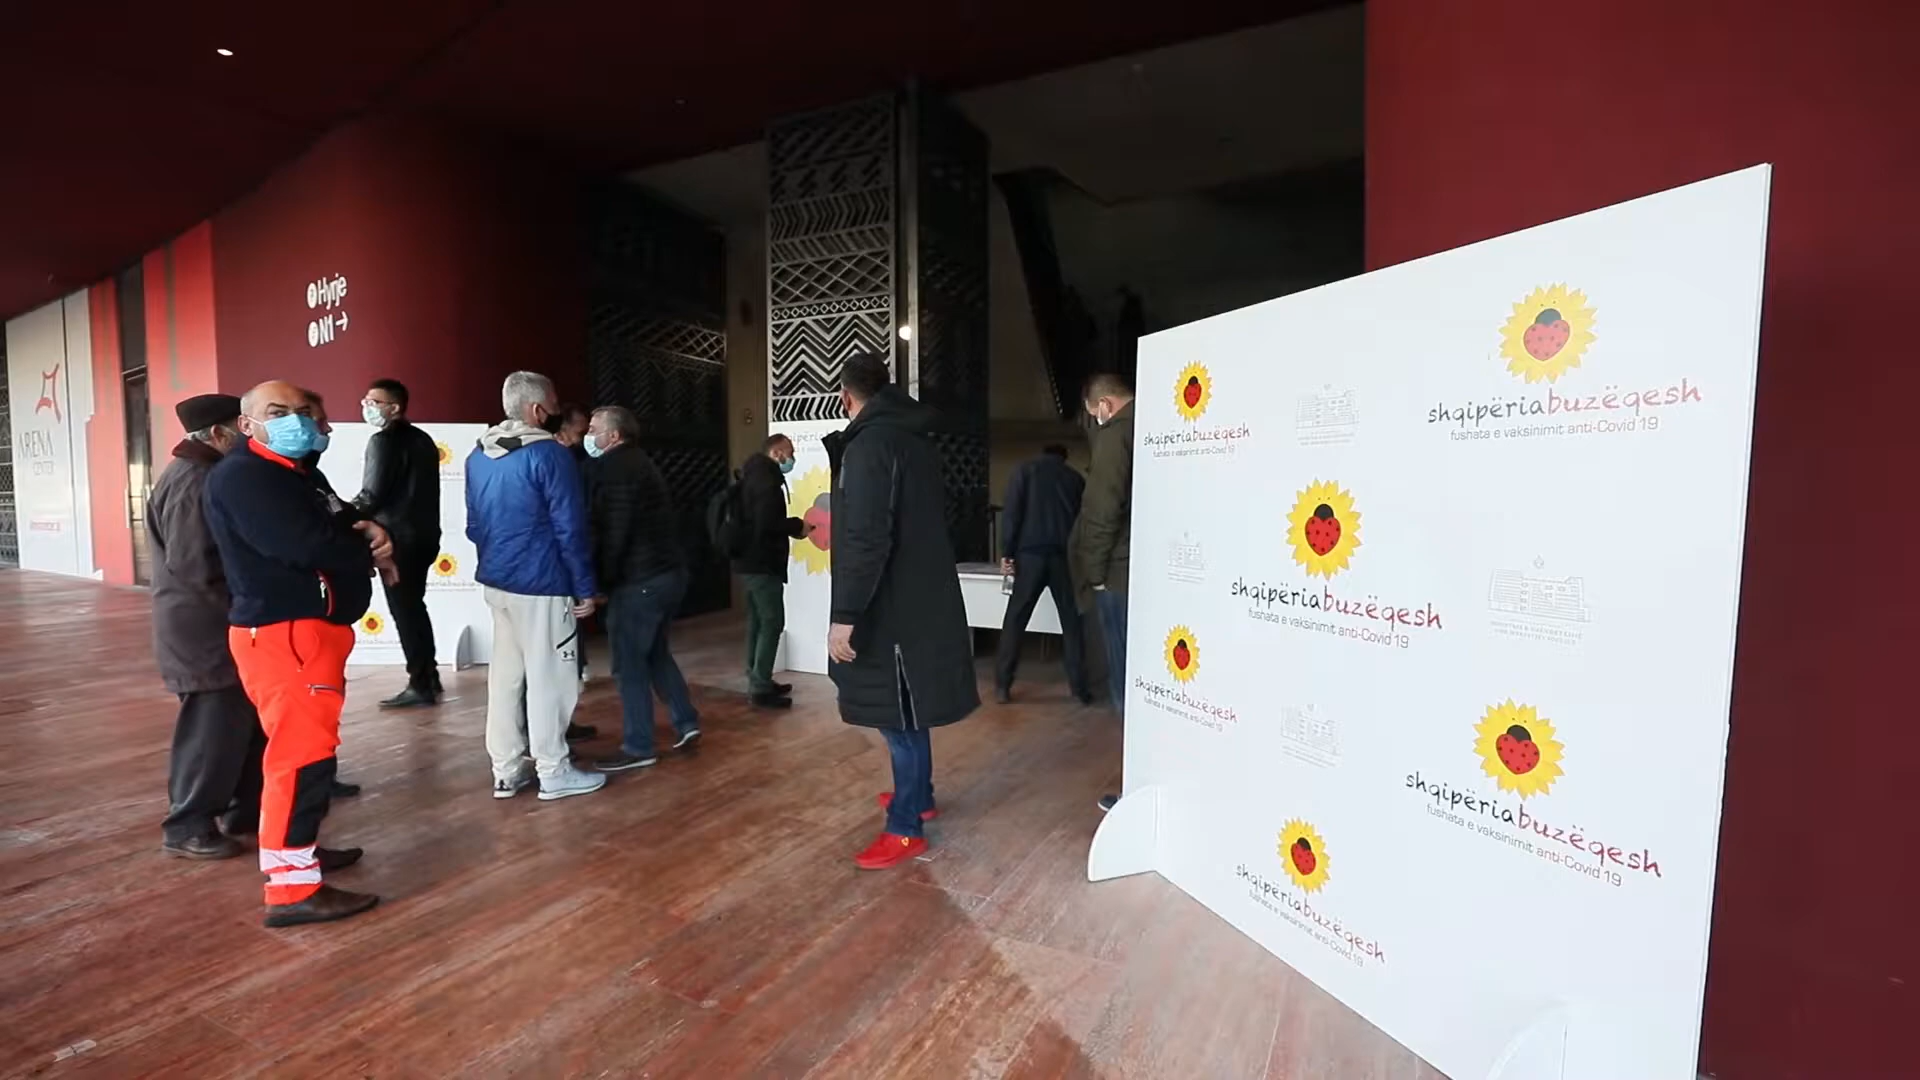 Hyrje
N1 →
ARENA
CENTER
shqipëriabuzëqesh
fushata e vaksinimit anti-Covid 19
shqipëriabuzëqesh
fushata e vaksinimit anti-Covid 19
shqipëriabuzëqesh
fushata e vaksinimit anti-Covid 19
shqipëriabuzëqesh
fushata e vaksinimit anti-Covid 19
shqipëriabuzëqesh
fushata e vaksinimit anti-Covid 19
shqipëriabuzëqesh
fushata e vaksinimit anti-Covid 19